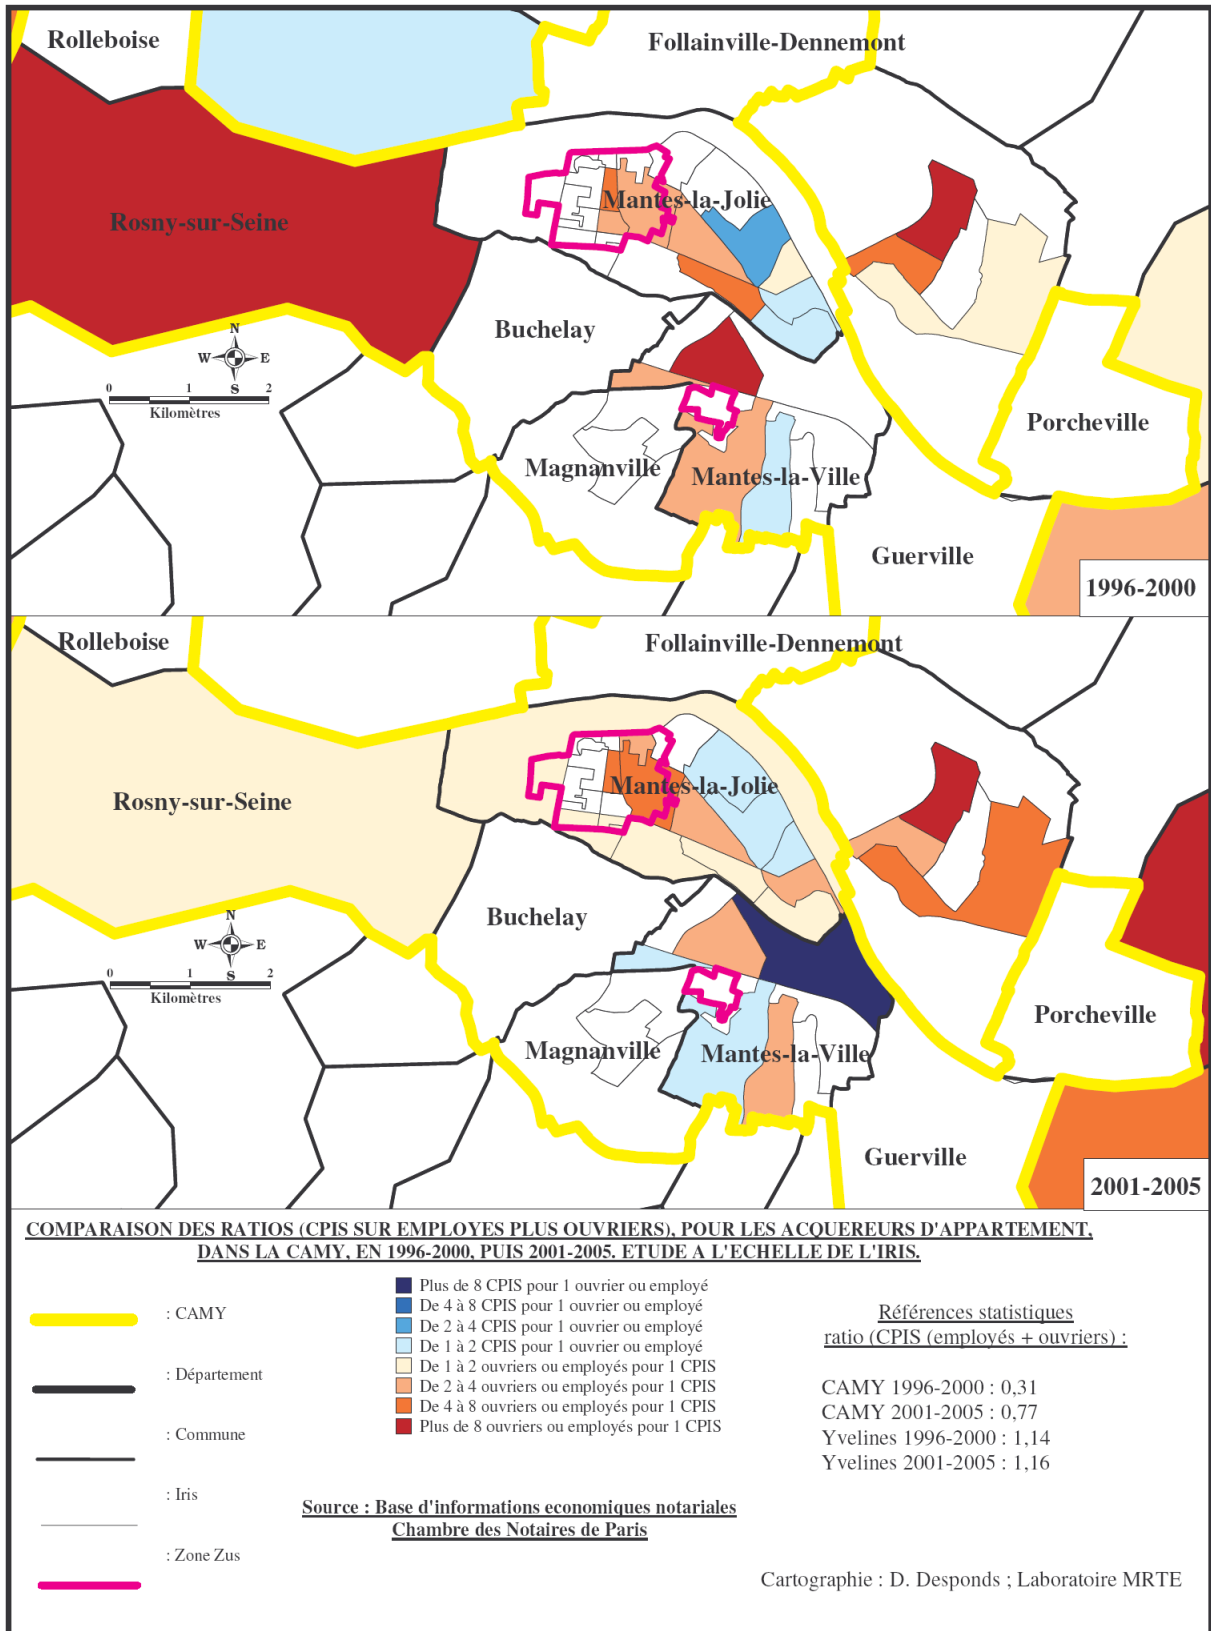 Rolleboise
Follainville-Dennemont
Mantes-la-Jolie
Rosny-sur-Seine
Buchelay
N
W E
S
0 1 2
Kilomètres
Porcheville
Magnanville
Mantes-la-Ville
Guerville
1996-2000
Rolleboise
Follainville-Dennemont
Mantes-la-Jolie
Rosny-sur-Seine
Buchelay
N
W E
S
0 1 2
Kilomètres
Porcheville
Magnanville
Mantes-la-Ville
Guerville
2001-2005
COMPARAISON DES RATIOS (CPIS SUR EMPLOYES PLUS OUVRIERS), POUR LES ACQUEREURS D'APPARTEMENT,
DANS LA CAMY, EN 1996-2000, PUIS 2001-2005. ETUDE A L'ECHELLE DE L'IRIS.
: CAMY
: Département
: Commune
: Iris
: Zone Zus
Plus de 8 CPIS pour 1 ouvrier ou employé
De 4 à 8 CPIS pour 1 ouvrier ou employé
De 2 à 4 CPIS pour 1 ouvrier ou employé
De 1 à 2 CPIS pour 1 ouvrier ou employé
De 1 à 2 ouvriers ou employés pour 1 CPIS
De 2 à 4 ouvriers ou employés pour 1 CPIS
De 4 à 8 ouvriers ou employés pour 1 CPIS
Plus de 8 ouvriers ou employés pour 1 CPIS
Références statistiques
ratio (CPIS (employés + ouvriers) :
CAMY 1996-2000 : 0,31
CAMY 2001-2005 : 0,77
Yvelines 1996-2000 : 1,14
Yvelines 2001-2005 : 1,16
Source : Base d'informations economiques notariales
Chambre des Notaires de Paris
Cartographie : D. Desponds ; Laboratoire MRTE